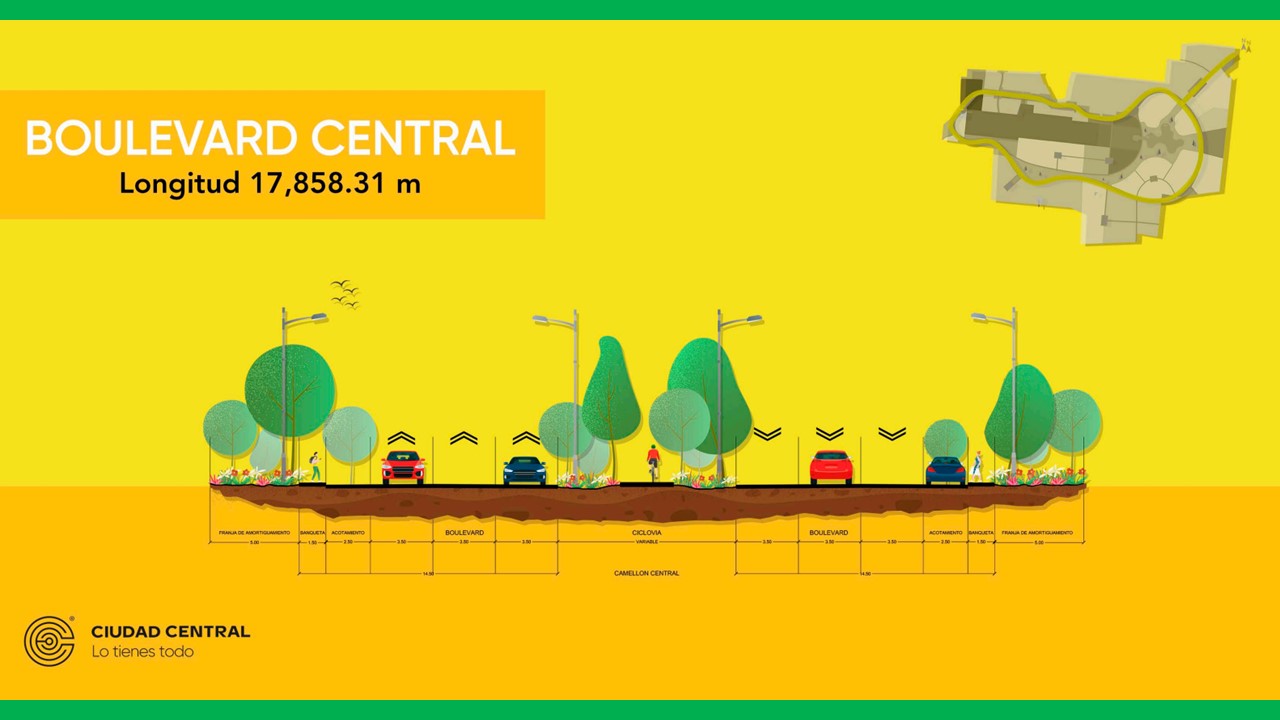 BOULEVARD CENTRAL
Longitud 17,858.31 m
FRANJA DE AMORTIGUAMIENTO BANQUETA ACOTAMIENTO BOULEVARD CICLOVIA BOULEVARD ACOTAMIENTO BANQUETA FRANJA DE AMORTIGUAMIENTO
5.00 1.50 2.50 3.50 3.50 3.50 VARIABLE 3.50 3.50 3.50 2.50 1.50 5.00
14.50 CAMELLON CENTRAL 14.50
CIUDAD CENTRAL
Lo tienes todo